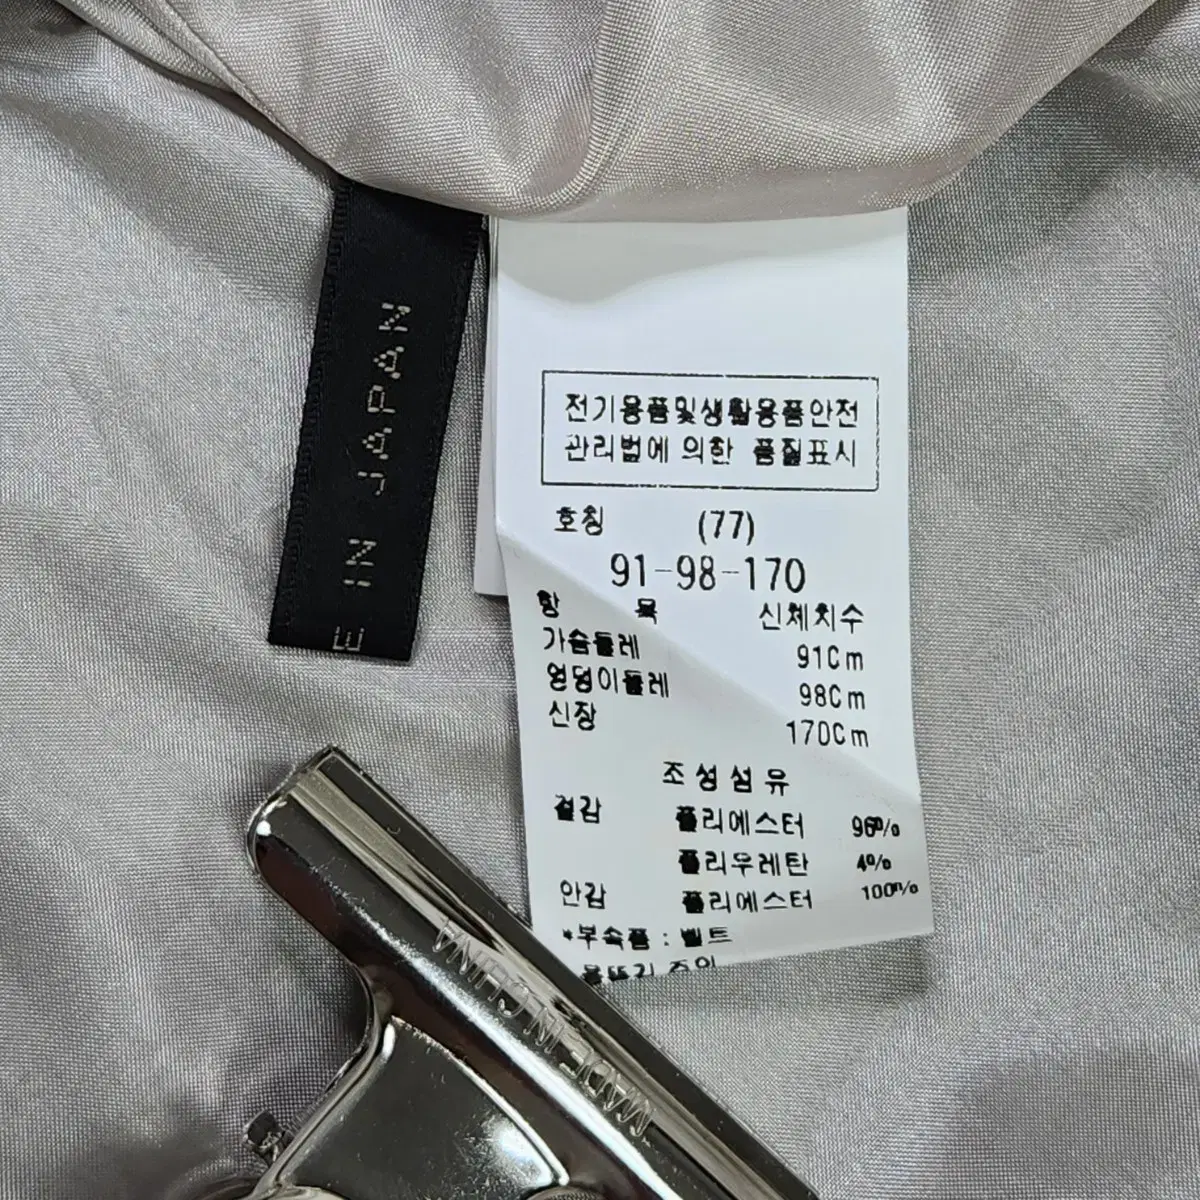 E IN JAPAN
전기용품및생활용품안전
관리법에 의한 품질표시
호칭 (77)
91-98-170
항 목 신체치수
가슴둘레 91Cm
엉덩이둘레 98Cm
신장 170Cm
조성섬유
겉감 폴리에스터 96%
폴리우레탄 4%
안감 폴리에스터 100%
*부속품 : 벨트
MADE IN CHINA